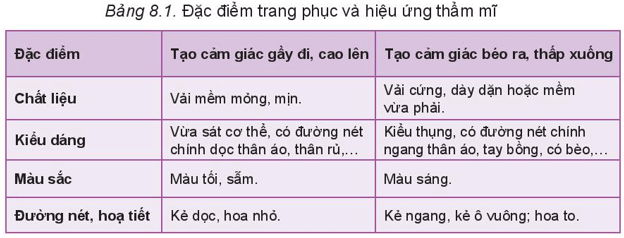 Bảng 8.1. Đặc điểm trang phục và hiệu ứng thẩm mĩ
Đặc điểm
Tạo cảm giác gầy đi, cao lên
Tạo cảm giác béo ra, thấp xuống
Chất liệu
Vải mềm mỏng, mịn.
Vải cứng, dày dặn hoặc mềm
vừa phải.
Kiểu dáng
Vừa sát cơ thể, có đường nét
chính dọc thân áo, thân rủ,...
Kiểu thụng, có đường nét chính
ngang thân áo, tay bồng, có bèo,...
Màu sắc
Màu tối, sẫm.
Màu sáng.
Đường nét, hoạ tiết
Kẻ dọc, hoa nhỏ.
Kẻ ngang, kẻ ô vuông; hoa to.